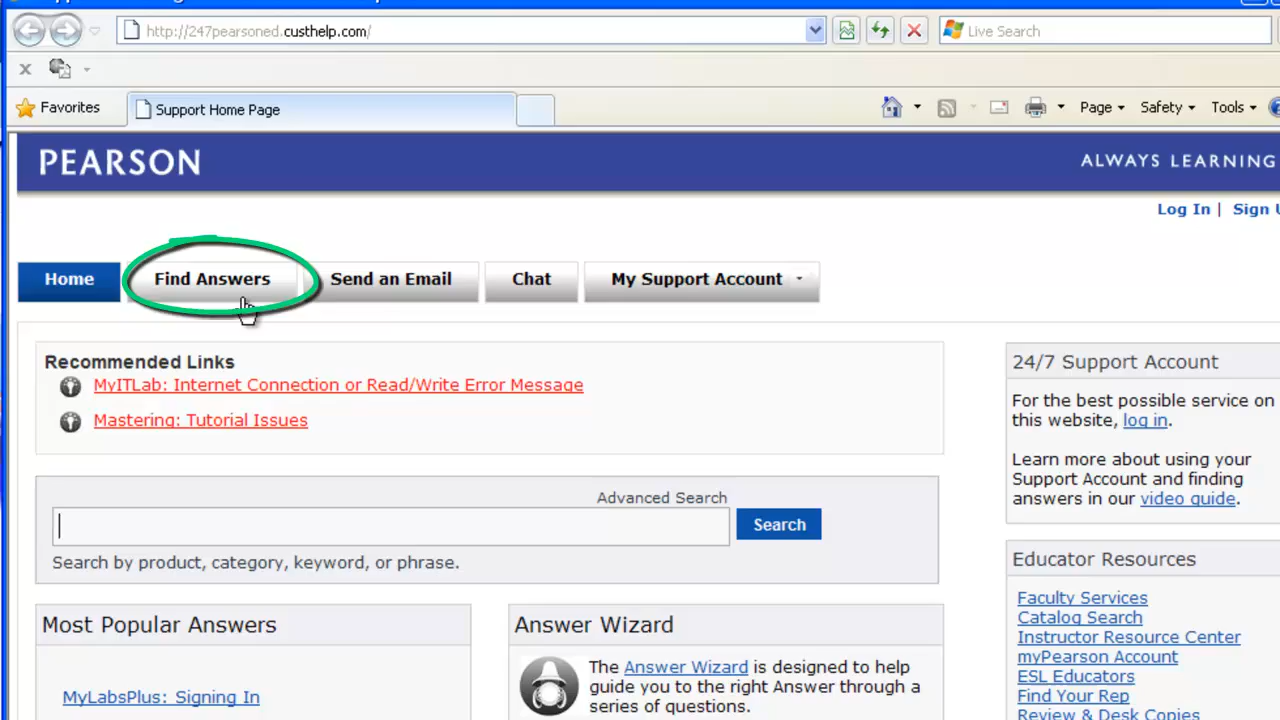 http://247pearsoned.custhelp.com/
Live Search
Favorites
Support Home Page
Page
Safety
Tools
PEARSON
ALWAYS LEARNING
Log In | Sign
Home
Find Answers
Send an Email
Chat
My Support Account
Recommended Links
MyITLab: Internet Connection or Read/Write Error Message
Mastering: Tutorial Issues
Advanced Search
Search
Search by product, category, keyword, or phrase.
Most Popular Answers
MyLabsPlus: Signing In
Answer Wizard
The Answer Wizard is designed to help
guide you to the right Answer through a
series of questions.
24/7 Support Account
For the best possible service on
this website, log in.
Learn more about using your
Support Account and finding
answers in our video guide.
Educator Resources
Faculty Services
Catalog Search
Instructor Resource Center
myPearson Account
ESL Educators
Find Your Rep
Review & Desk Copies